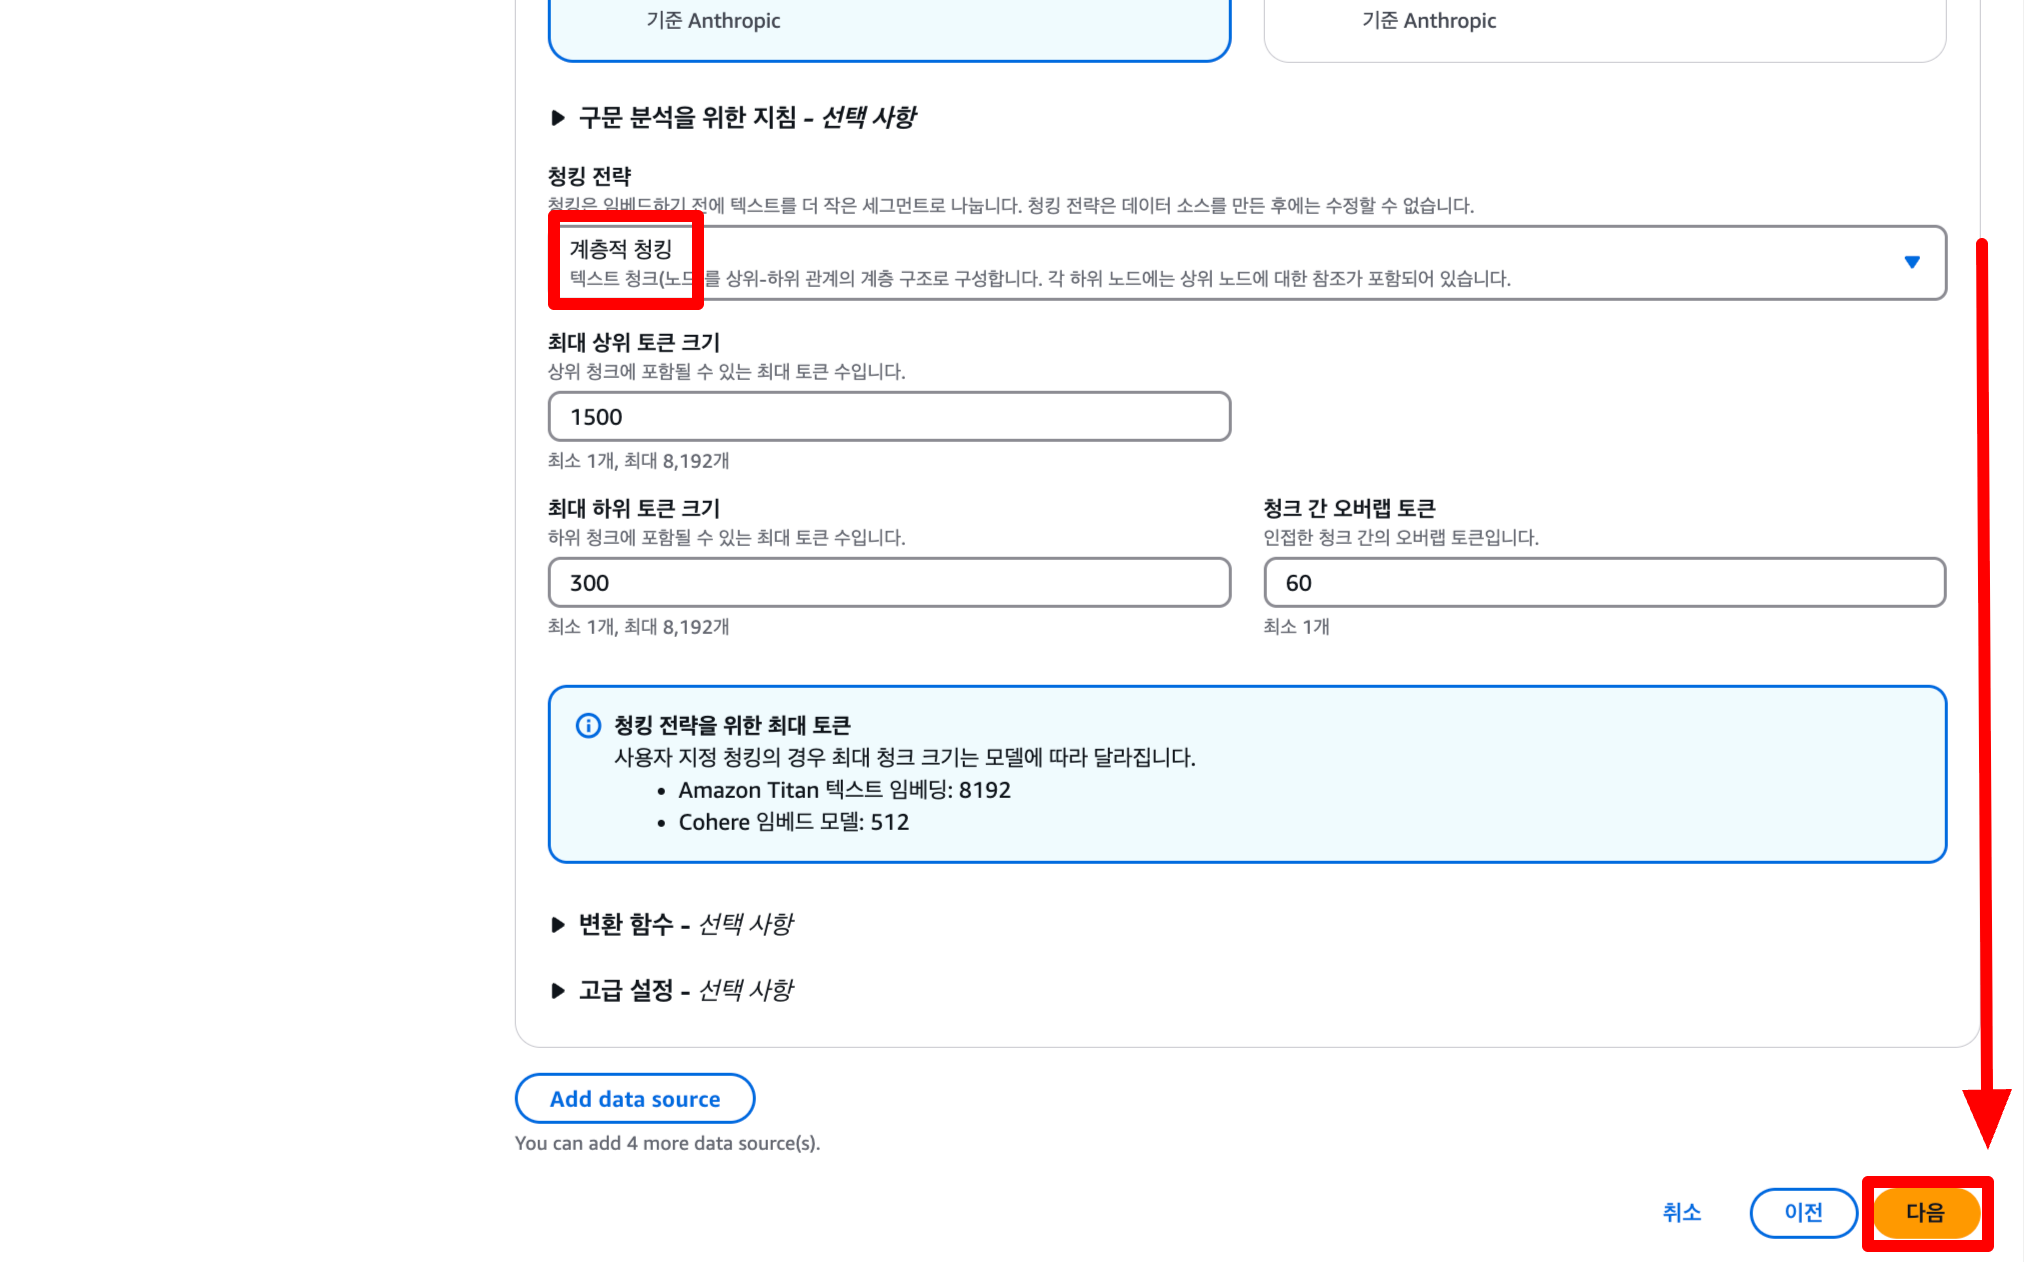 기준 Anthropic
기준 Anthropic
구문 분석을 위한 지침 - 선택 사항
청킹 전략
청킹은 임베드하기 전에 텍스트를 더 작은 세그먼트로 나눕니다. 청킹 전략은 데이터 소스를 만든 후에는 수정할 수 없습니다.
계층적 청킹
텍스트 청크(노드)를 상위-하위 관계의 계층 구조로 구성합니다. 각 하위 노드에는 상위 노드에 대한 참조가 포함되어 있습니다.
최대 상위 토큰 크기
상위 청크에 포함될 수 있는 최대 토큰 수입니다.
1500
최소 1개, 최대 8,192개
최대 하위 토큰 크기
하위 청크에 포함될 수 있는 최대 토큰 수입니다.
300
최소 1개, 최대 8,192개
청크 간 오버랩 토큰
인접한 청크 간의 오버랩 토큰입니다.
60
최소 1개
청킹 전략을 위한 최대 토큰
사용자 지정 청킹의 경우 최대 청크 크기는 모델에 따라 달라집니다.
• Amazon Titan 텍스트 임베딩: 8192
• Cohere 임베드 모델: 512
변환 함수 - 선택 사항
고급 설정 - 선택 사항
Add data source
You can add 4 more data source(s).
취소
이전
다음